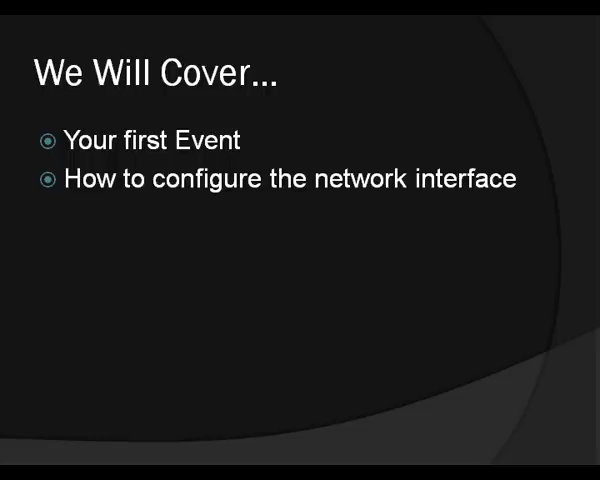 We Will Cover...
Your first Event
How to configure the network interface